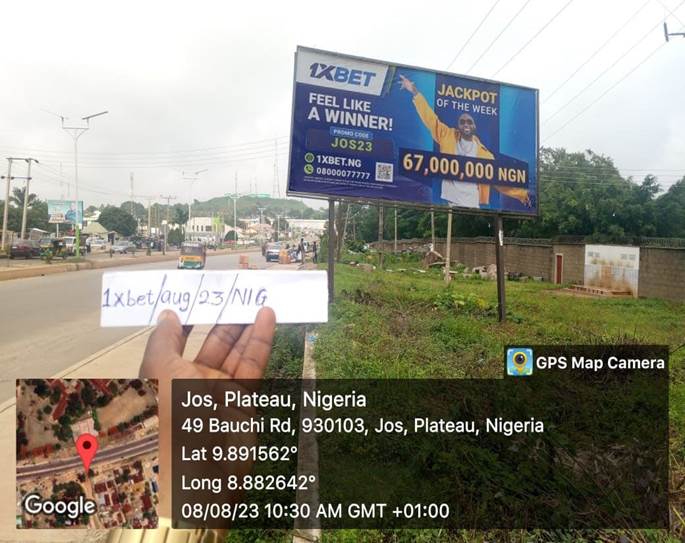 1XBET
FEEL LIKE
A WINNER!
PROMO CODE
JOS23
1XBET.NG
08000077777
JACKPOT
OF THE WEEK
67,000,000 NGN
1xbet/aug/23/NIG
GPS Map Camera
Jos, Plateau, Nigeria
49 Bauchi Rd, 930103, Jos, Plateau, Nigeria
Lat 9.891562°
Long 8.882642°
08/08/23 10:30 AM GMT +01:00
Google